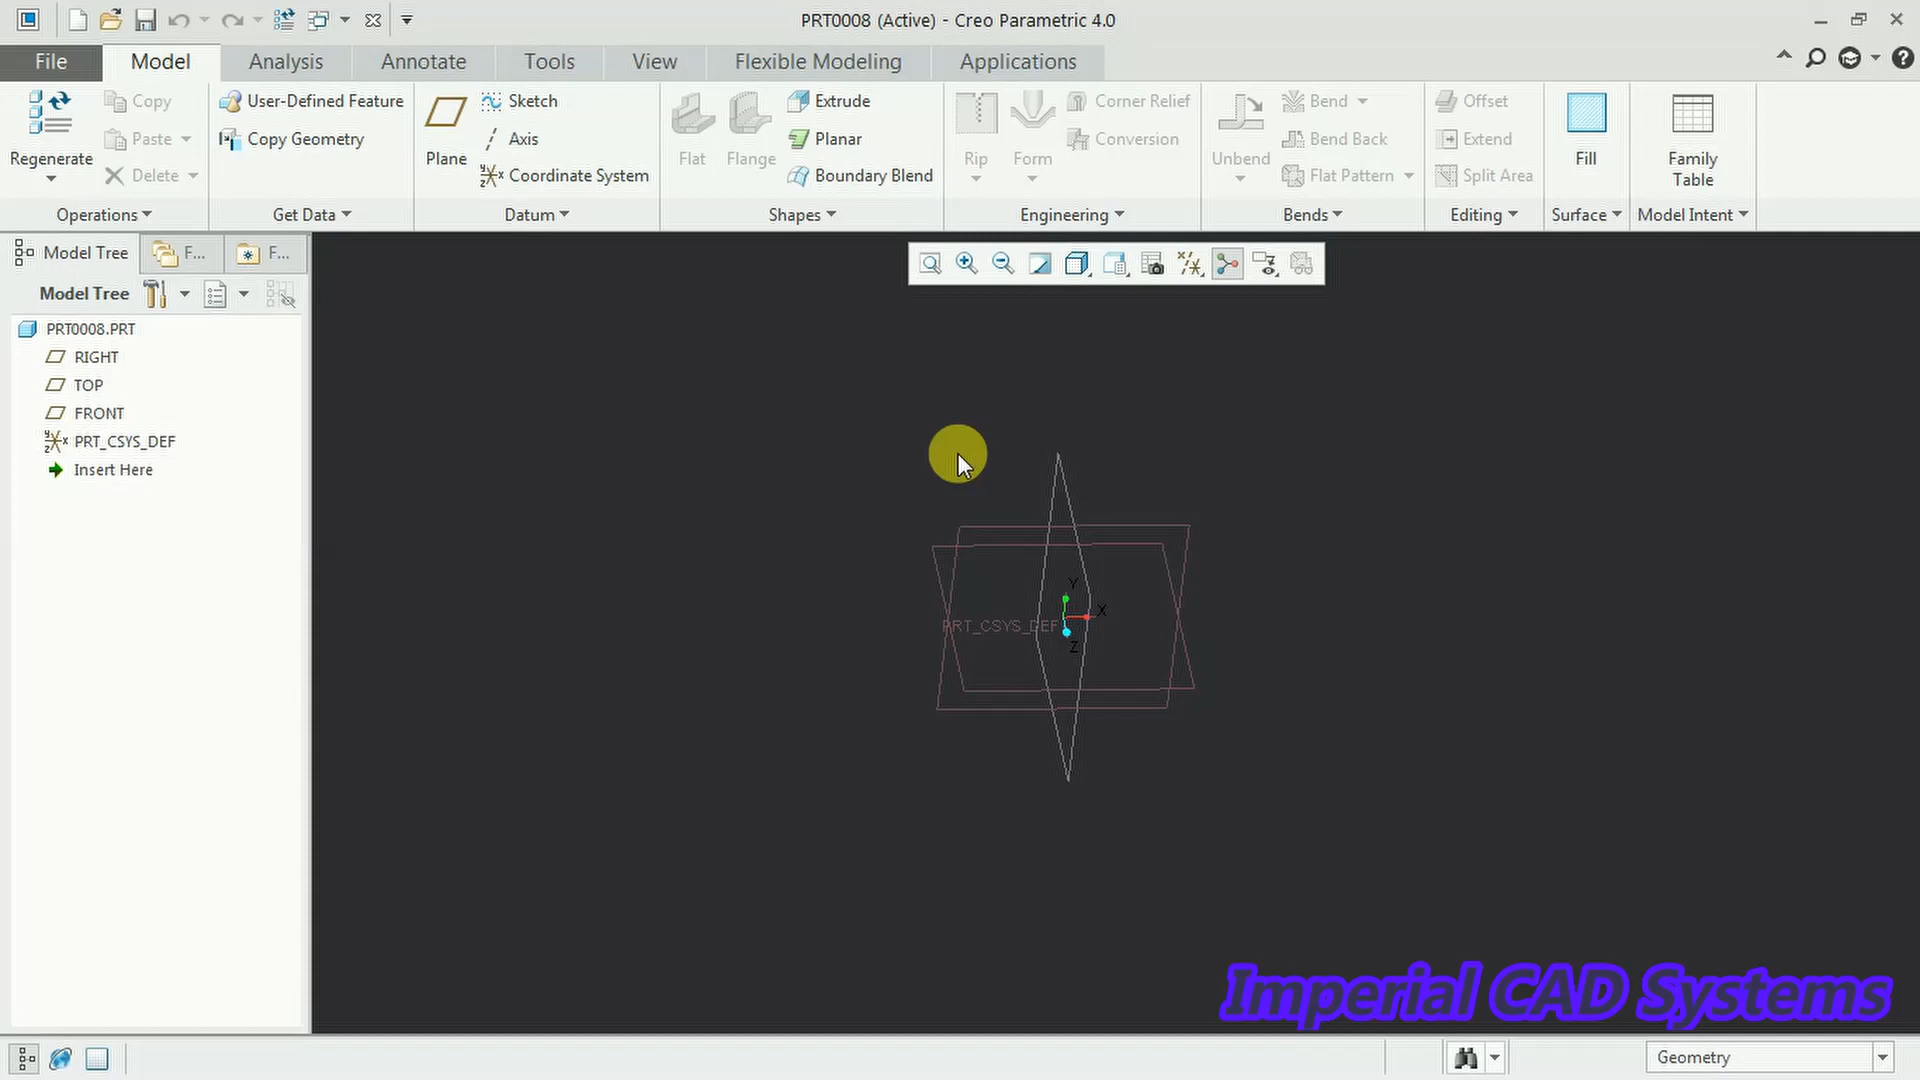 PRT0008 (Active) - Creo Parametric 4.0
File Model Analysis Annotate Tools View Flexible Modeling Applications
Regenerate
Copy
Paste
Delete
Operations
User-Defined Feature
Copy Geometry
Get Data
Plane
Sketch
Axis
Coordinate System
Datum
Flat
Flange
Extrude
Planar
Boundary Blend
Shapes
Rip
Form
Corner Relief
Conversion
Engineering
Unbend
Bend
Bend Back
Flat Pattern
Bends
Offset
Extend
Split Area
Editing
Fill
Surface
Family
Table
Model Intent
Model Tree F... F...
Model Tree
PRT0008.PRT
RIGHT
TOP
FRONT
PRT_CSYS_DEF
Insert Here
Y
X
PRT_CSYS_DEF
Z
Imperial CAD Systems
Geometry